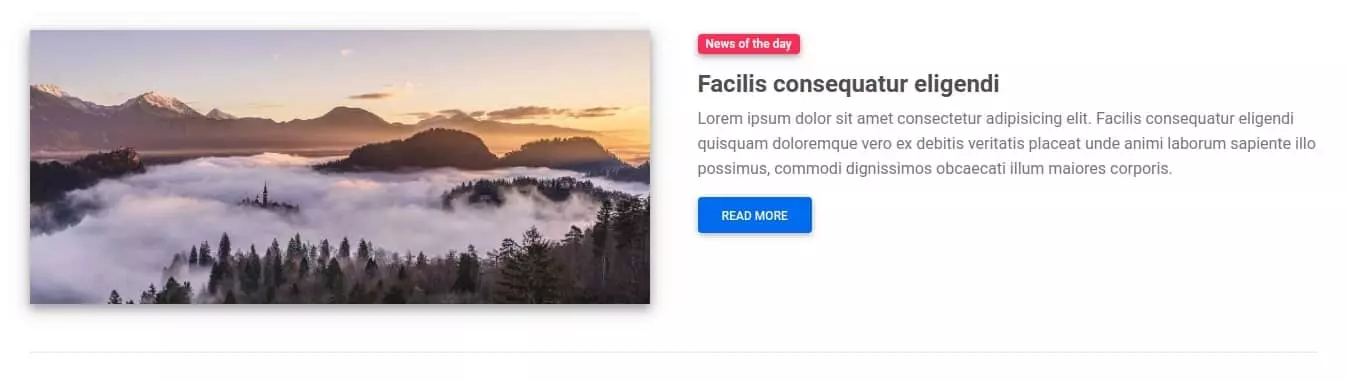 News of the day
Facilis consequatur eligendi
Lorem ipsum dolor sit amet consectetur adipisicing elit. Facilis consequatur eligendi
quisquam doloremque vero ex debitis veritatis placeat unde animi laborum sapiente illo
possimus, commodi dignissimos obcaecati illum maiores corporis.
READ MORE